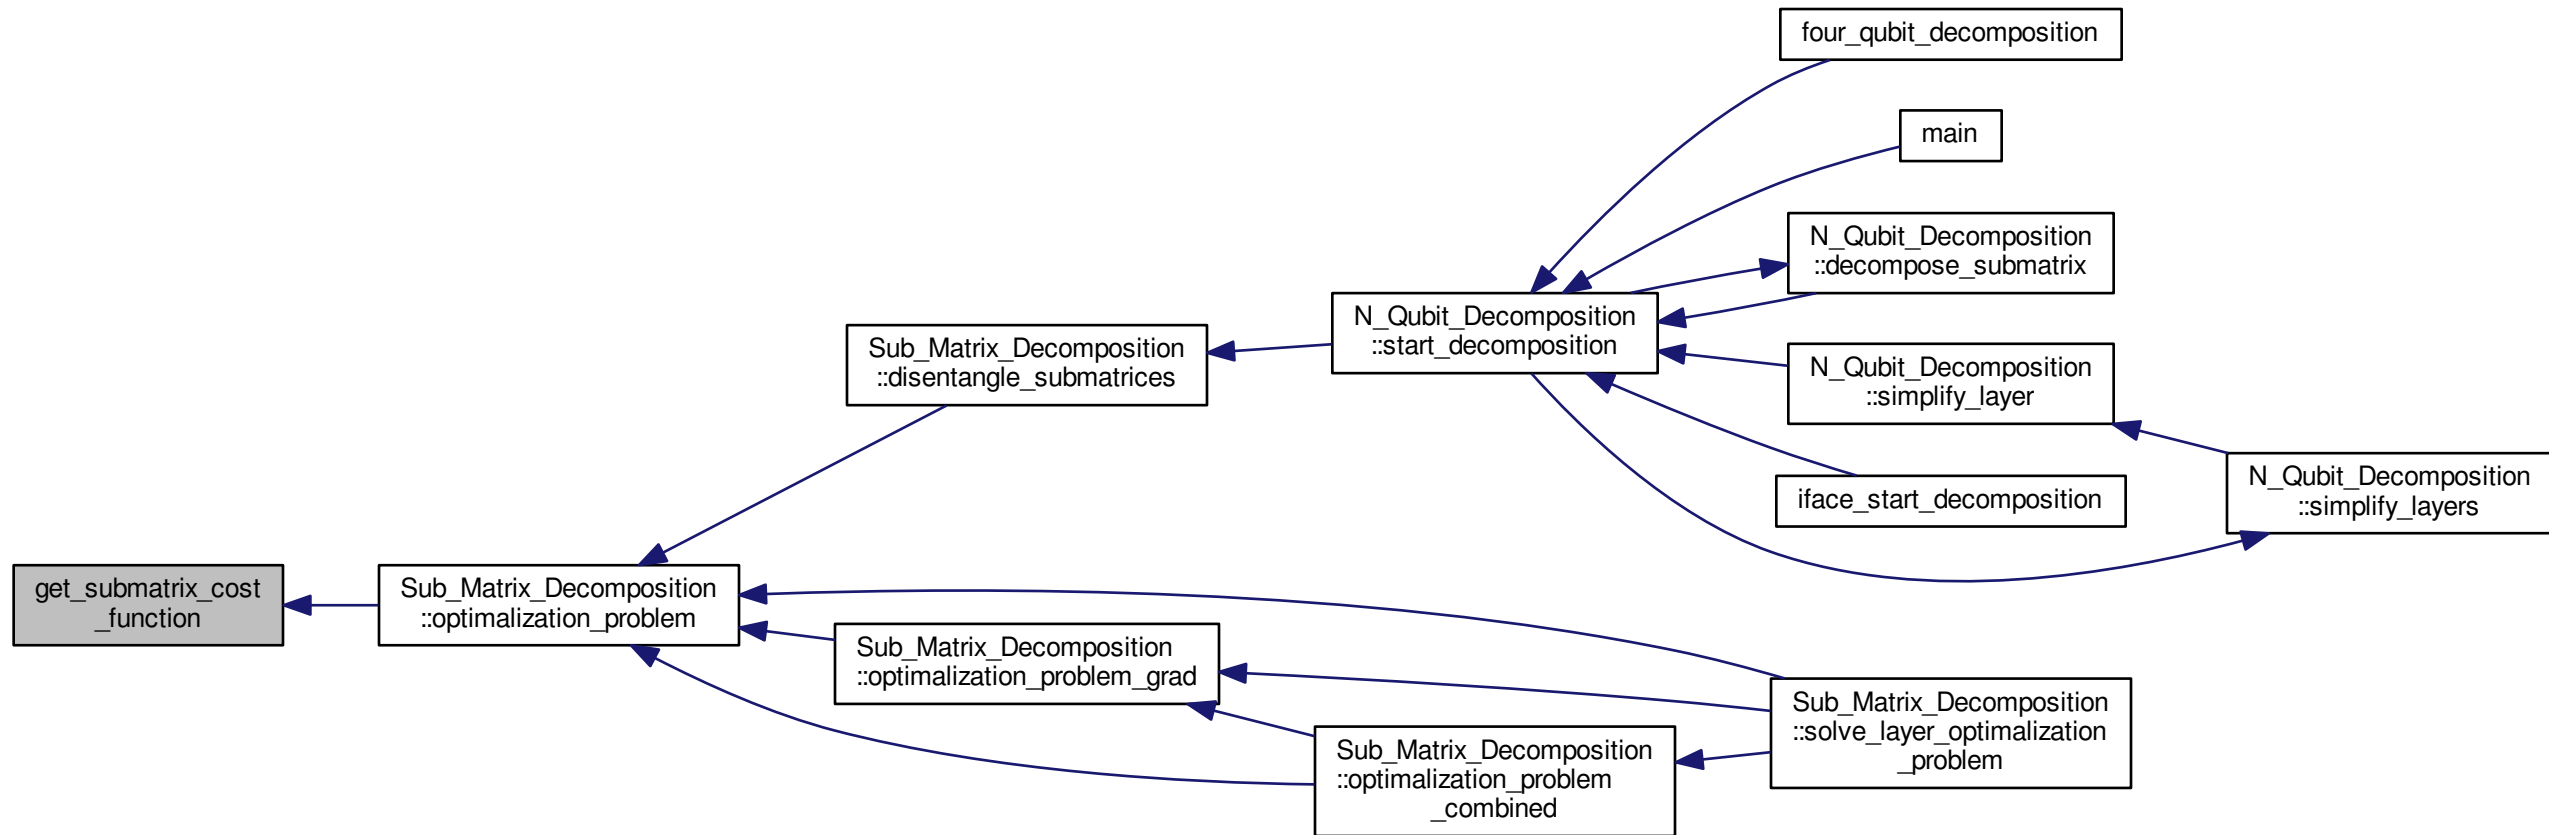 four_qubit_decomposition
main
N_Qubit_Decomposition
::decompose_submatrix
N_Qubit_Decomposition
::start_decomposition
Sub_Matrix_Decomposition
::disentangle_submatrices
N_Qubit_Decomposition
::simplify_layer
N_Qubit_Decomposition
::simplify_layers
iface_start_decomposition
get_submatrix_cost
_function
Sub_Matrix_Decomposition
::optimalization_problem
Sub_Matrix_Decomposition
::optimalization_problem_grad
Sub_Matrix_Decomposition
::solve_layer_optimalization
_problem
Sub_Matrix_Decomposition
::optimalization_problem
_combined